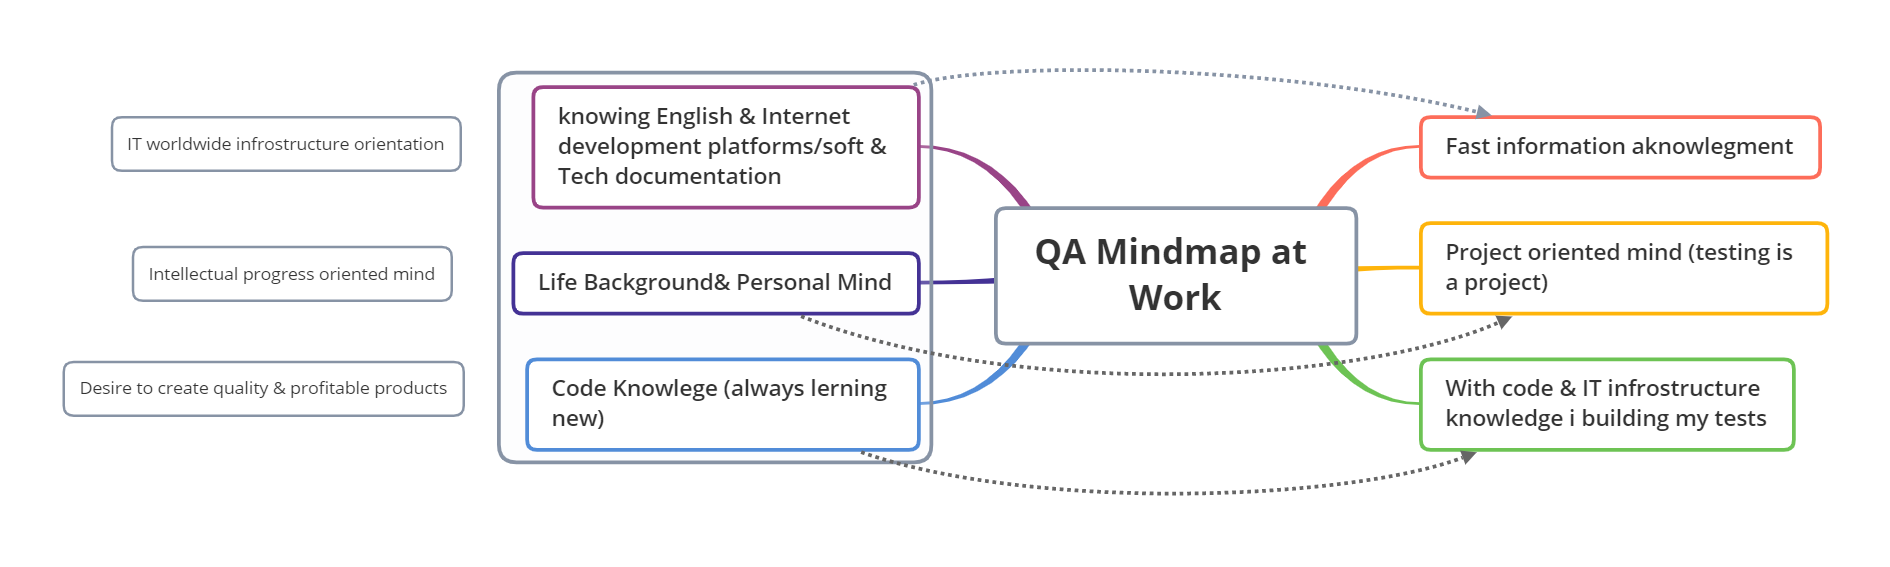 IT worldwide infrostructure orientation
Intellectual progress oriented mind
Desire to create quality & profitable products
knowing English & Internet
development platforms/soft &
Tech documentation
Life Background& Personal Mind
Code Knowlege (always lerning
new)
QA Mindmap at
Work
Fast information aknowlegment
Project oriented mind (testing is
a project)
With code & IT infrostructure
knowledge i building my tests